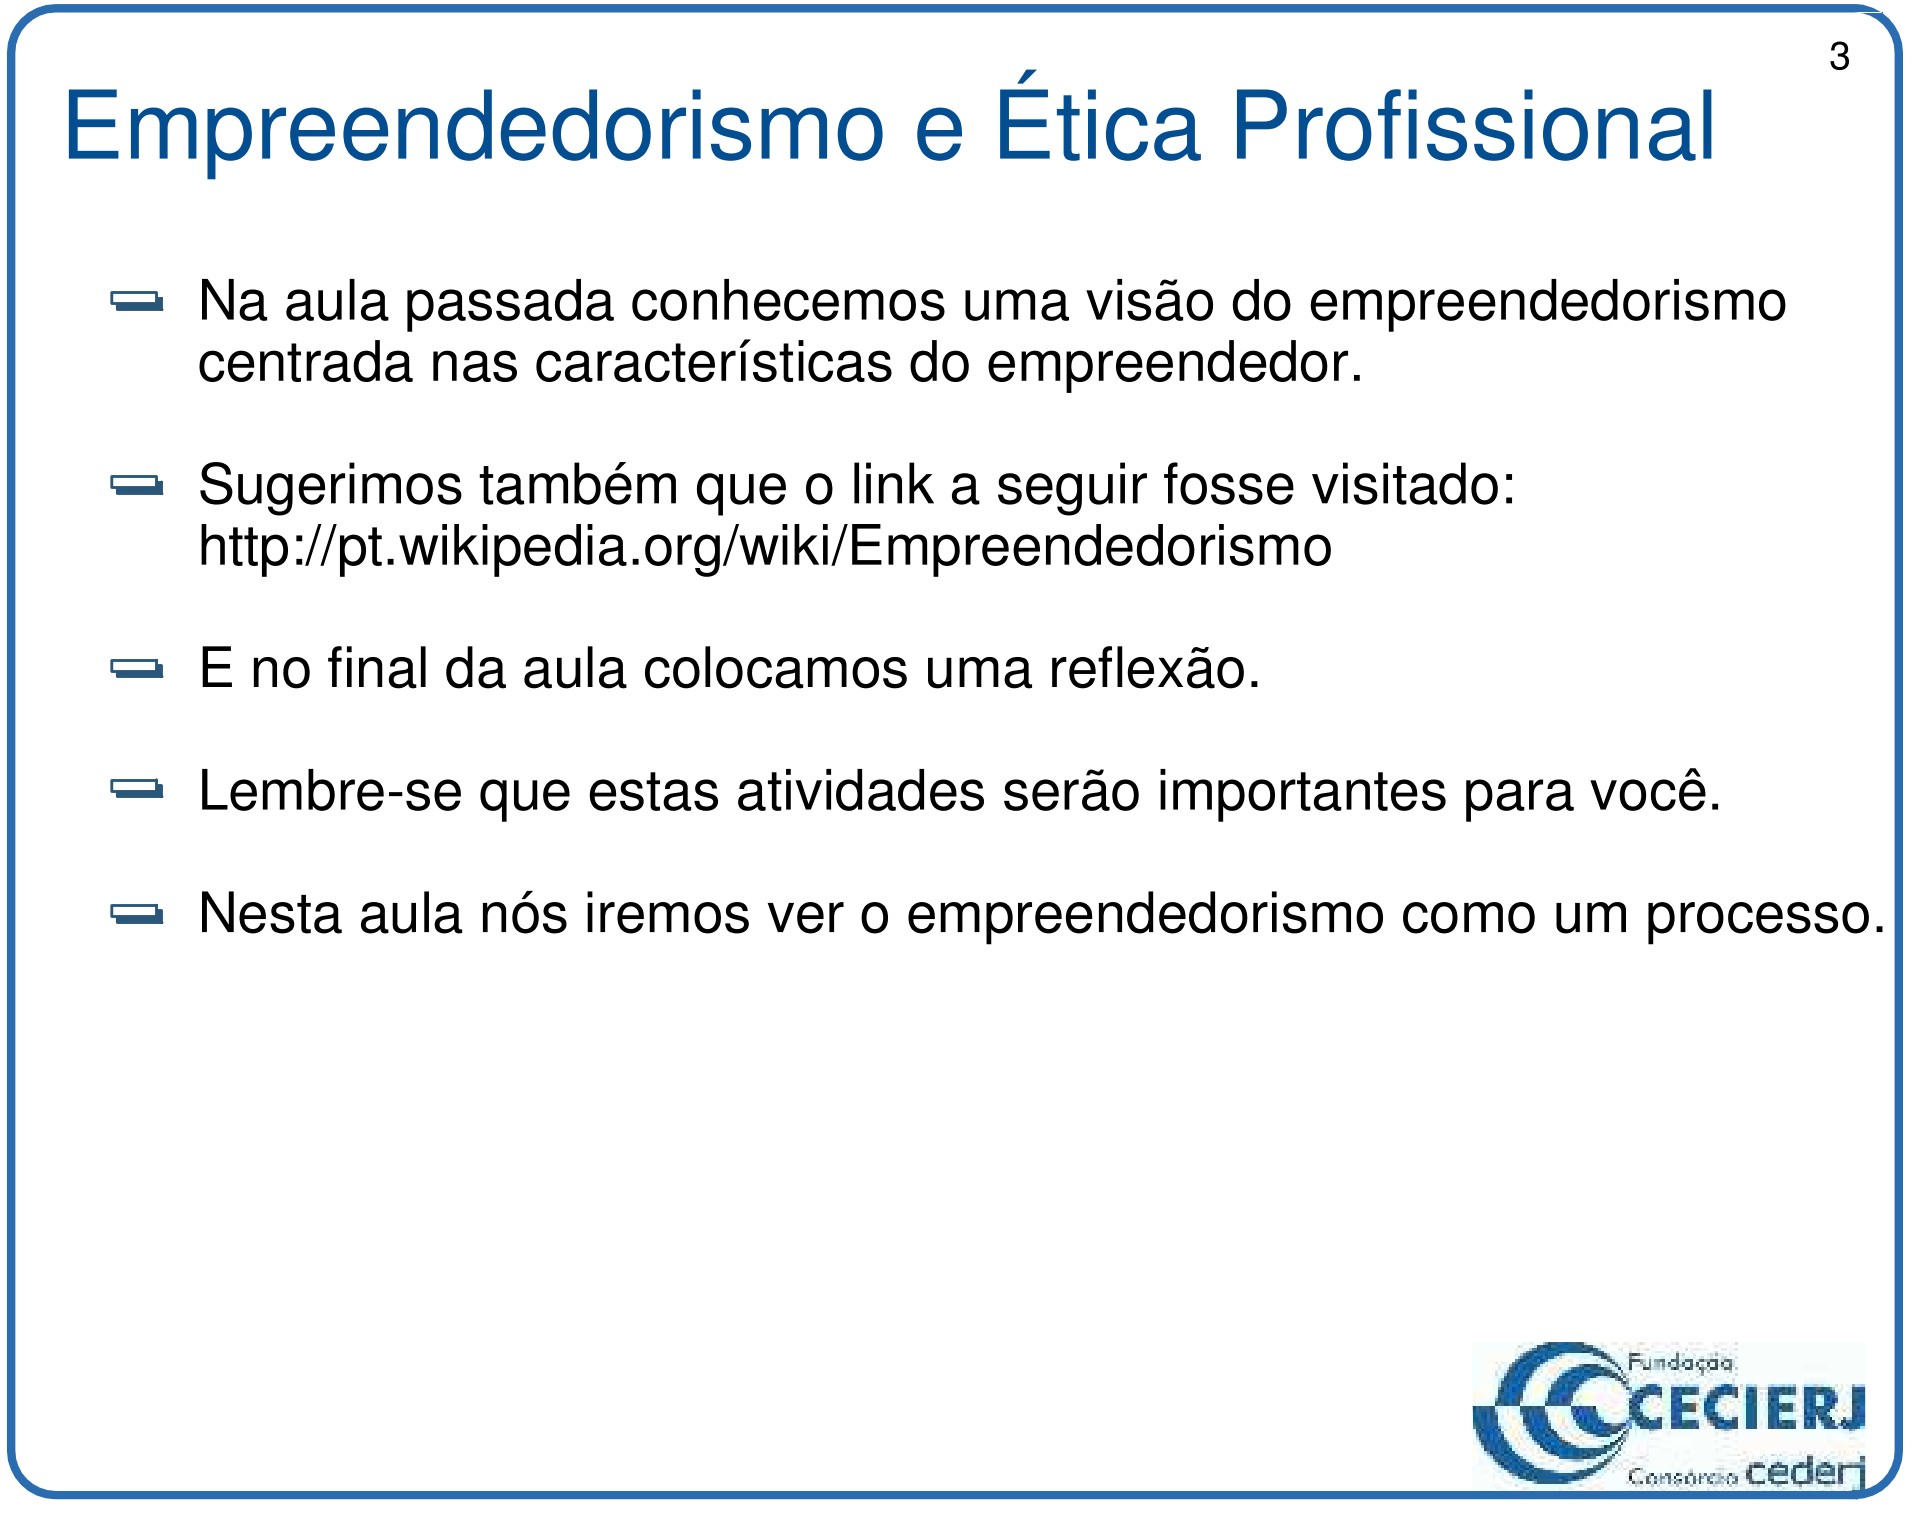 3
Empreendedorismo e Ética Profissional
Na aula passada conhecemos uma visão do empreendedorismo
centrada nas características do empreendedor.
Sugerimos também que o link a seguir fosse visitado:
http://pt.wikipedia.org/wiki/Empreendedorismo
E no final da aula colocamos uma reflexão.
Lembre-se que estas atividades serão importantes para você.
Nesta aula nós iremos ver o empreendedorismo como um processo.
Fundação
CECIERJ
Consórcio cederj